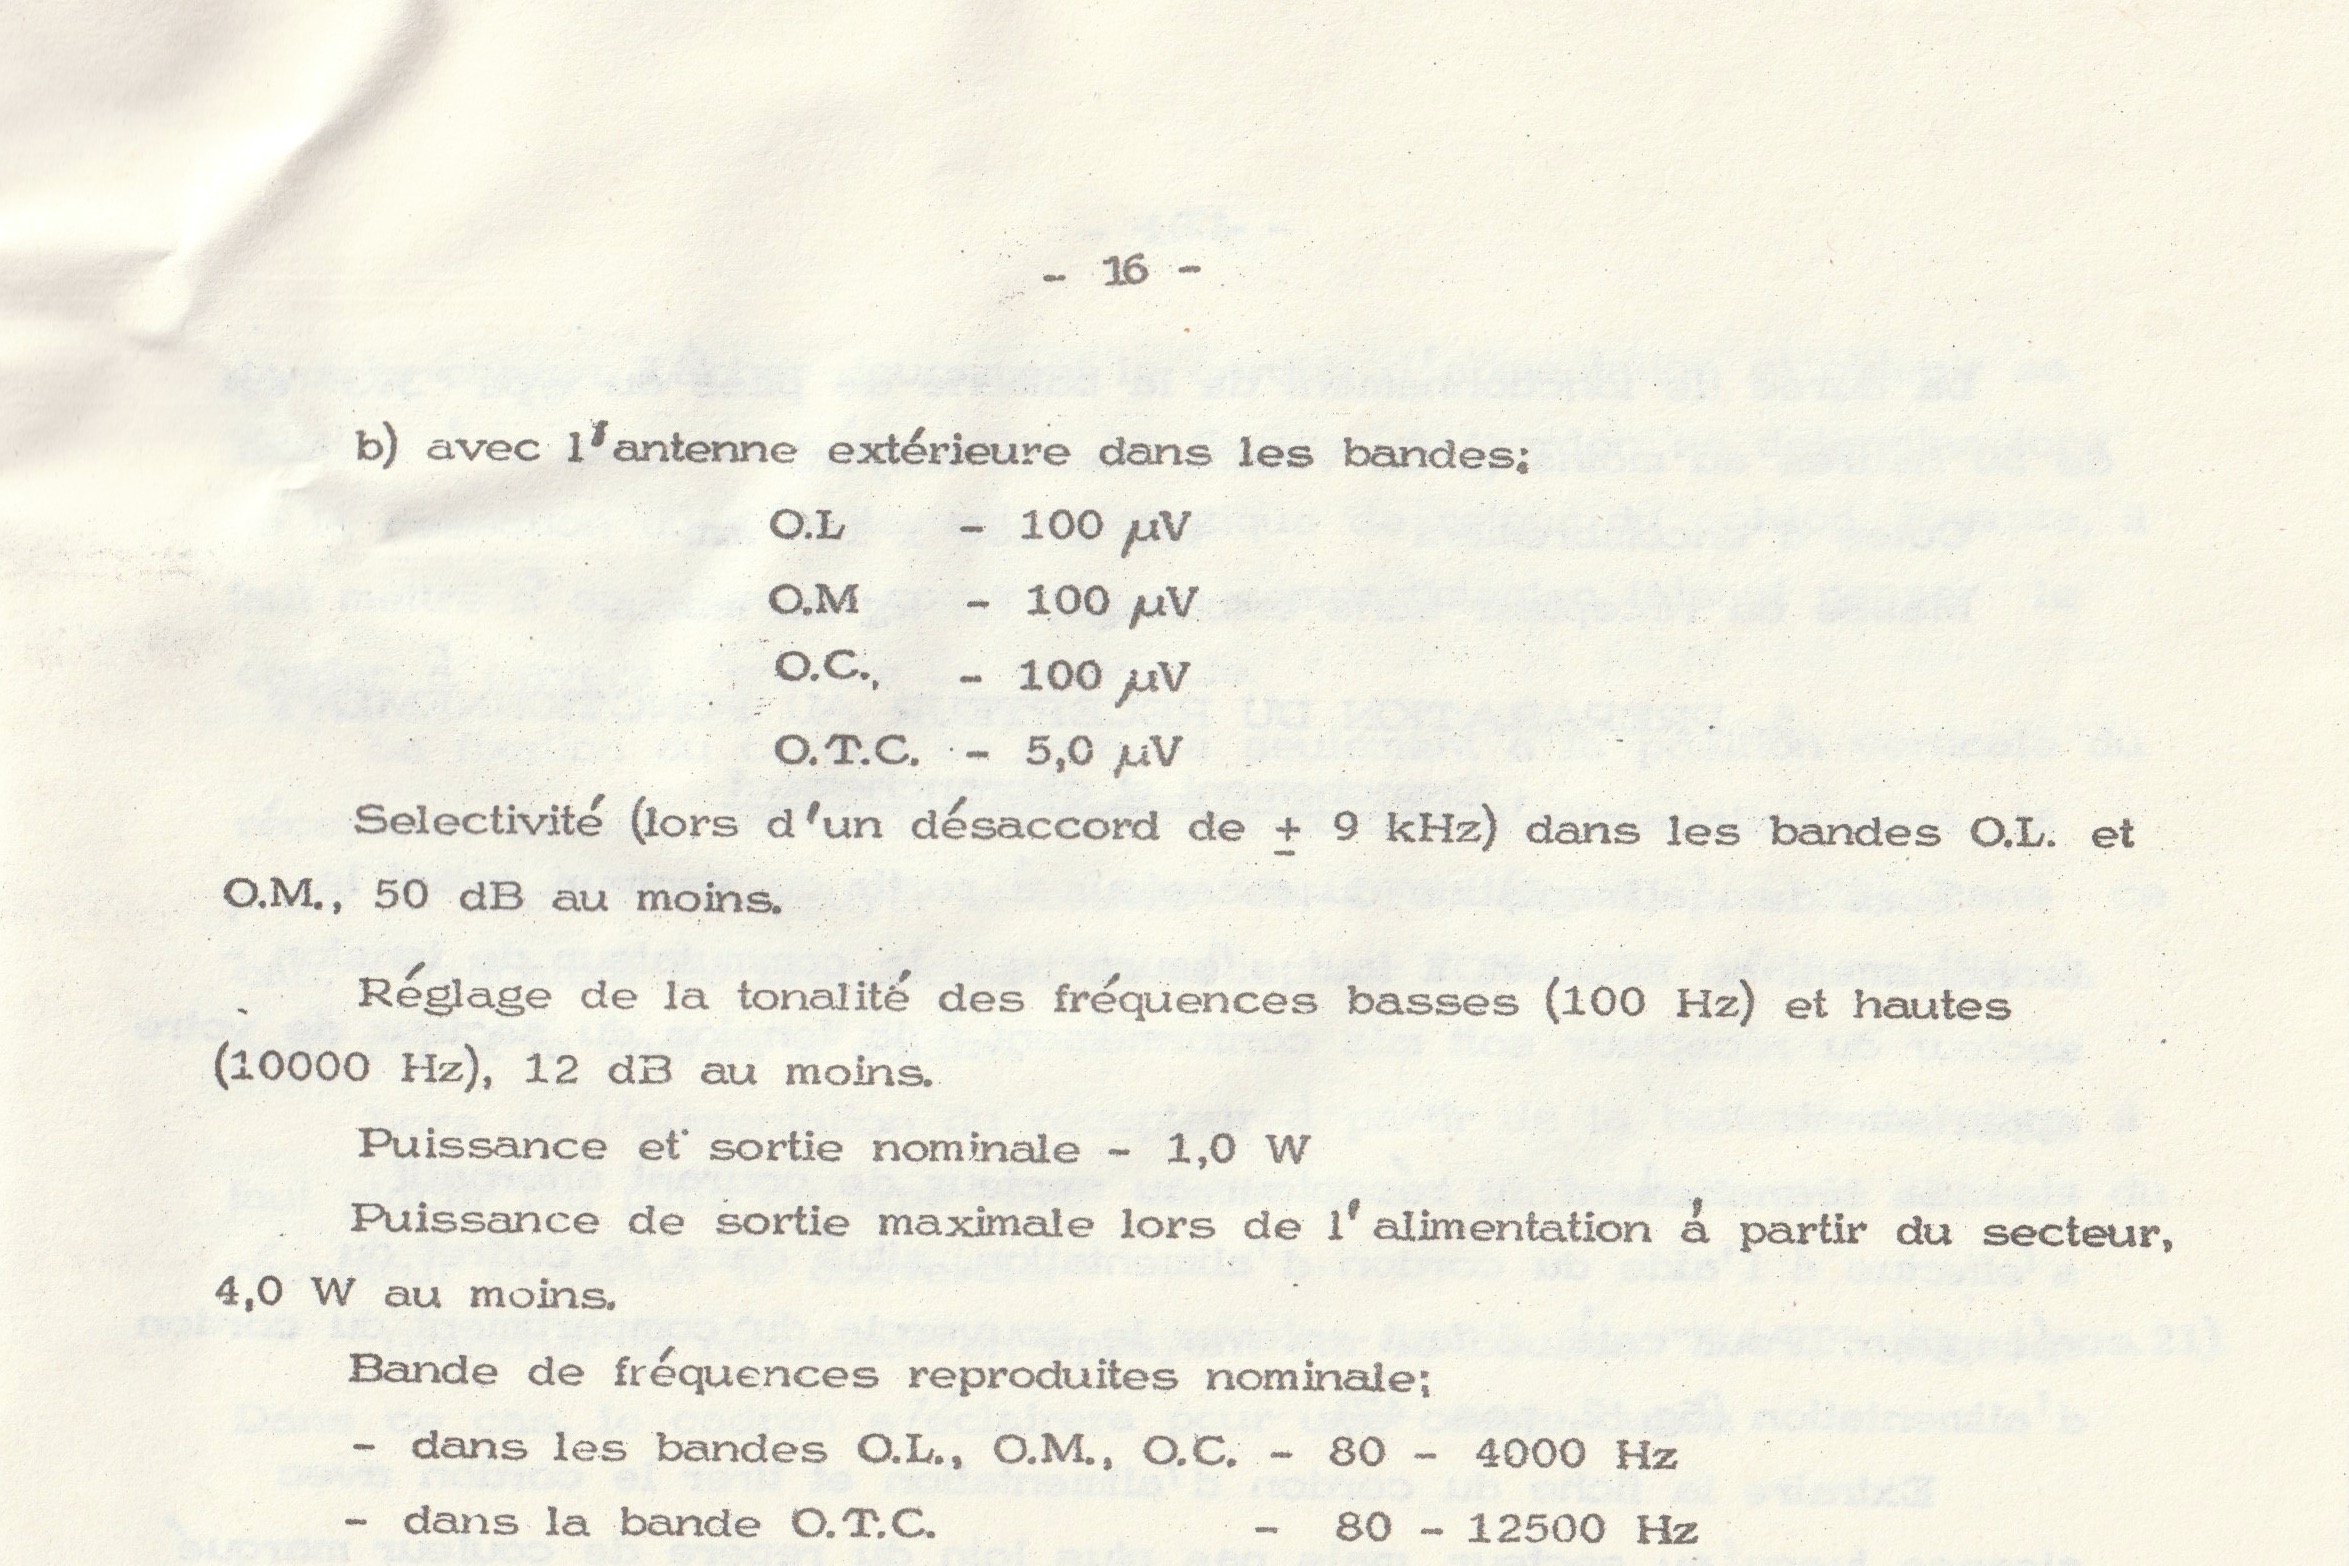 - 16 -
b) avec l'antenne extérieure dans les bandes;
O.L - 100 µV
O.M - 100 µV
O.C., - 100 µV
O.T.C. - 5,0 µV
Selectivité (lors d'un désaccord de ± 9 kHz) dans les bandes O.L. et
O.M., 50 dB au moins.
Réglage de la tonalité des fréquences basses (100 Hz) et hautes
(10000 Hz), 12 dB au moins.
Puissance et sortie nominale - 1,0 W
Puissance de sortie maximale lors de l'alimentation á partir du secteur,
4,0 W au moins.
Bande de fréquences reproduites nominale;
- dans les bandes O.L., O.M., O.C. - 80 - 4000 Hz
- dans la bande O.T.C. - 80 - 12500 Hz